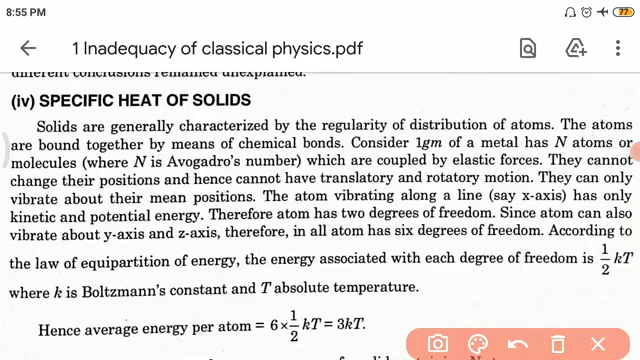 8:55 PM
77
1 Inadequacy of classical physics.pdf
different conclusions remained unexplained.
(iv) SPECIFIC HEAT OF SOLIDS
Solids are generally characterized by the regularity of distribution of atoms. The atoms
are bound together by means of chemical bonds. Consider 1gm of a metal has N atoms or
molecules (where N is Avogadro's number) which are coupled by elastic forces. They cannot
change their positions and hence cannot have translatory and rotatory motion. They can only
vibrate about their mean positions. The atom vibrating along a line (say x-axis) has only
kinetic and potential energy. Therefore atom has two degrees of freedom. Since atom can also
vibrate about y-axis and z-axis, therefore, in all atom has six degrees of freedom. According to
the law of equipartition of energy, the energy associated with each degree of freedom is 1/2 kT
where k is Boltzmann's constant and T absolute temperature.
Hence average energy per atom = 6 × 1/2 kT = 3kT.